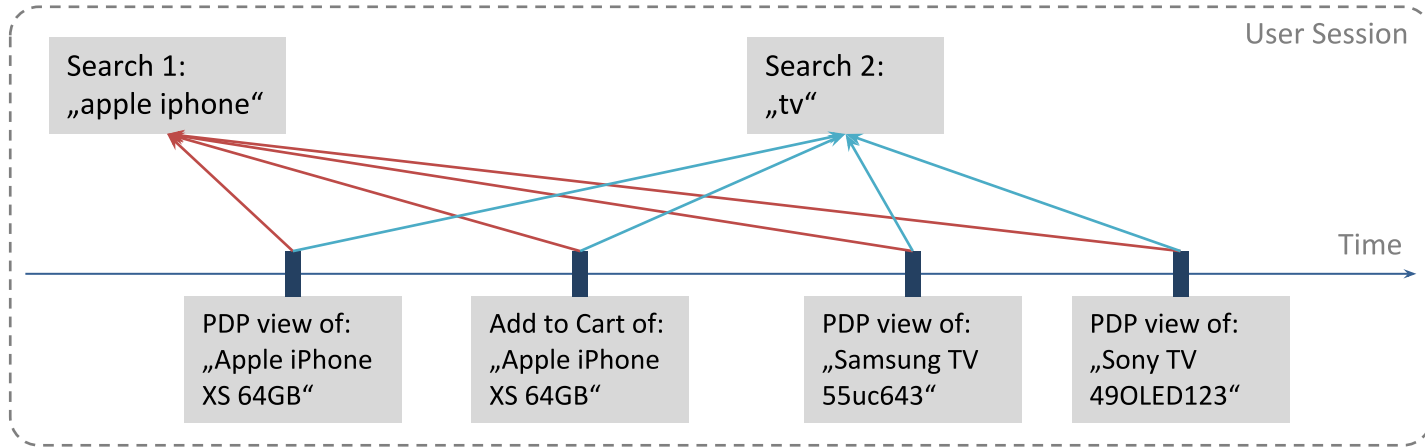 User Session
Search 1:
„apple iphone“
Search 2:
„tv“
Time
PDP view of:
„Apple iPhone
XS 64GB“
Add to Cart of:
„Apple iPhone
XS 64GB“
PDP view of:
„Samsung TV
55uc643“
PDP view of:
„Sony TV
49OLED123“